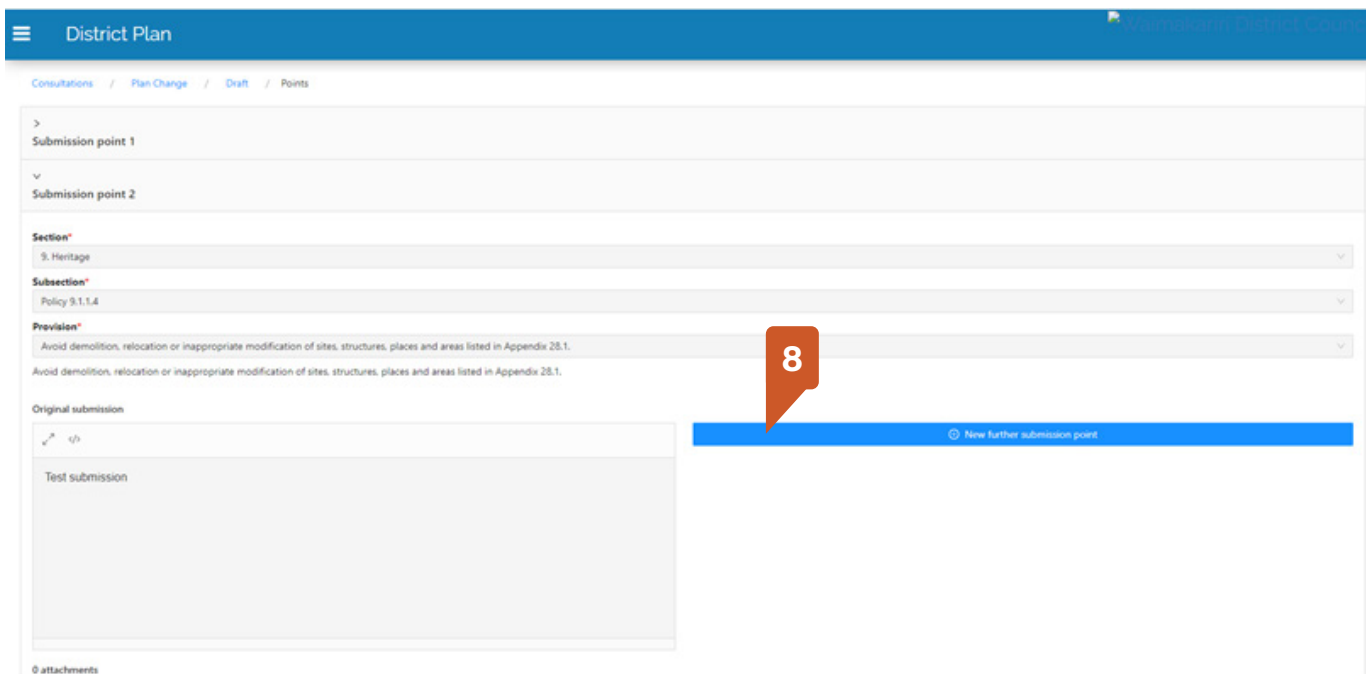 District Plan
Waimakariri District Council
Consultations / Plan Change / Draft / Points
>
Submission point 1
Submission point 2
Section*
9. Heritage
Subsection*
Policy 9.1.1.4
Provision*
Avoid demolition, relocation or inappropriate modification of sites, structures, places and areas listed in Appendix 28.1.
Avoid demolition, relocation or inappropriate modification of sites, structures, places and areas listed in Appendix 28.1.
8
Original submission
</>
New further submission point
Test submission
0 attachments